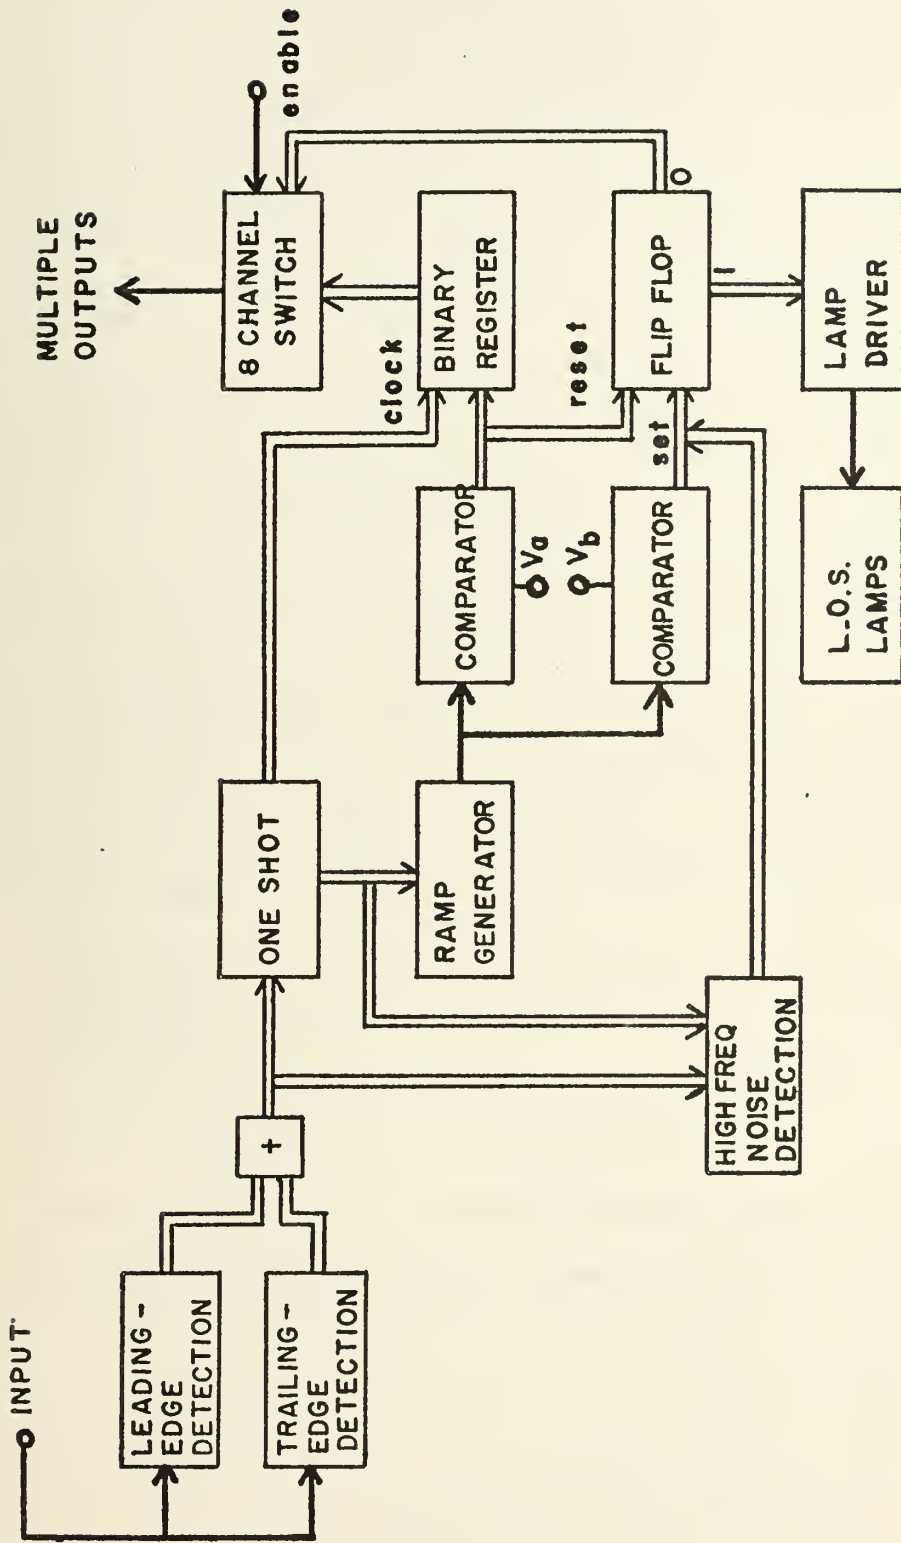 INPUT
LEADING-
EDGE
DETECTION
TRAILING-
EDGE
DETECTION
+
ONE SHOT
RAMP
GENERATOR
HIGH FREQ
NOISE
DETECTION
COMPARATOR
Va
Vb
COMPARATOR
clock
reset
set
MULTIPLE
OUTPUTS
8 CHANNEL
SWITCH
enable
BINARY
REGISTER
FLIP FLOP
0
1
LAMP
DRIVER
L.O.S.
LAMPS